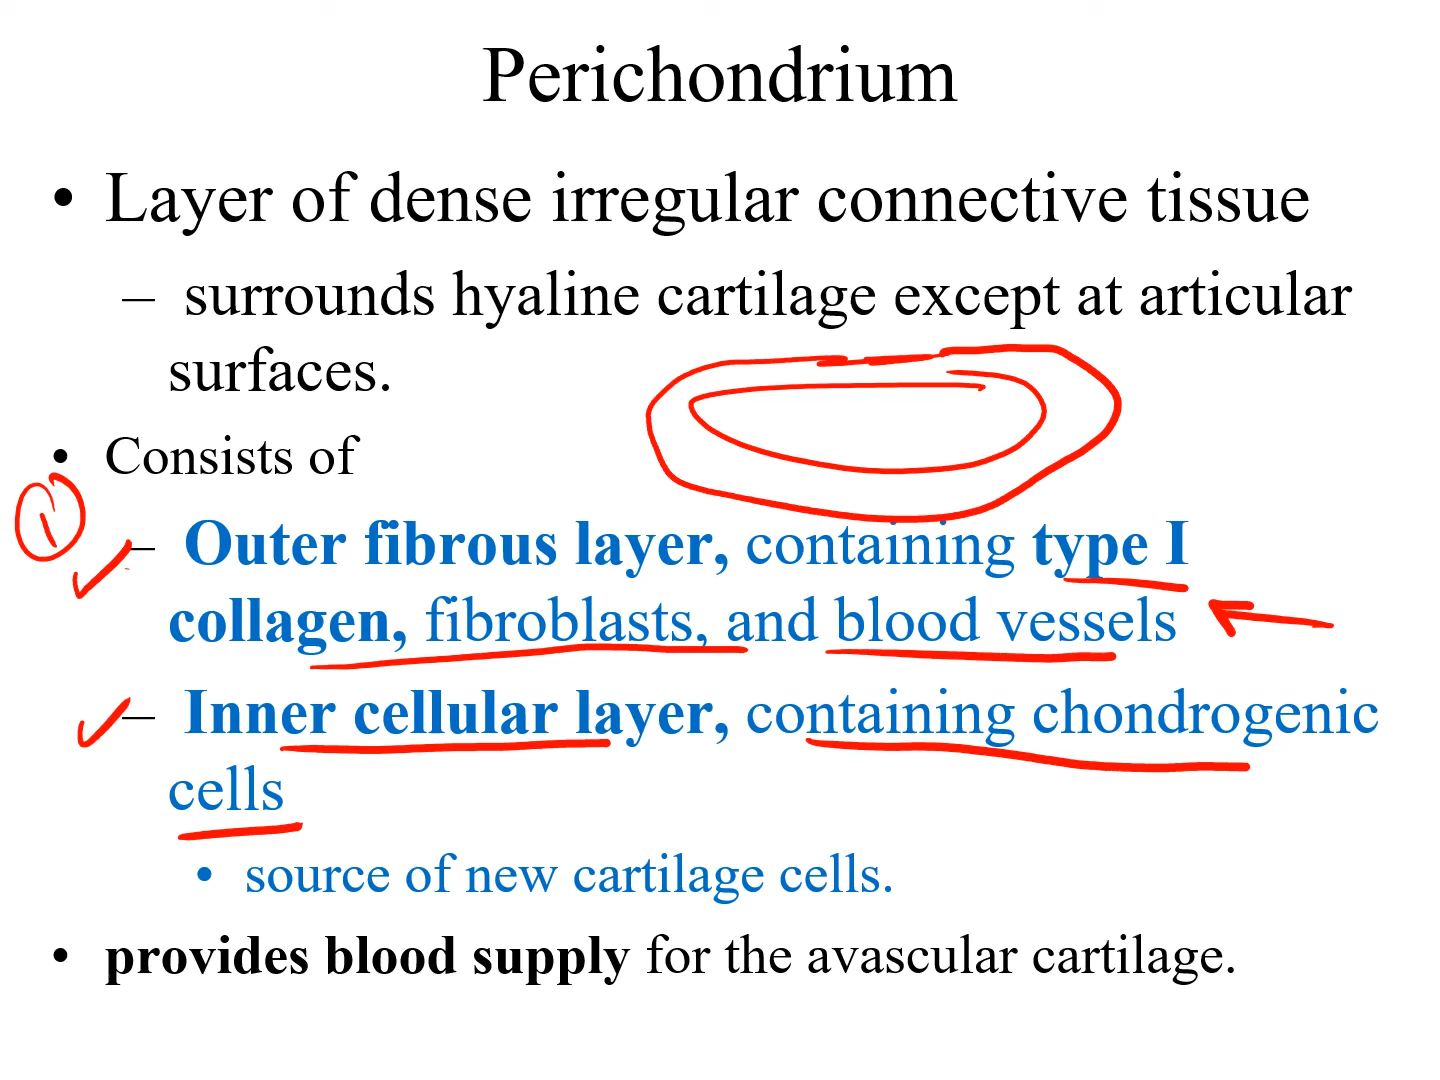 Perichondrium
• Layer of dense irregular connective tissue
– surrounds hyaline cartilage except at articular
surfaces.
• Consists of
1
– Outer fibrous layer, containing type I
collagen, fibroblasts, and blood vessels
– Inner cellular layer, containing chondrogenic
cells
• source of new cartilage cells.
• provides blood supply for the avascular cartilage.